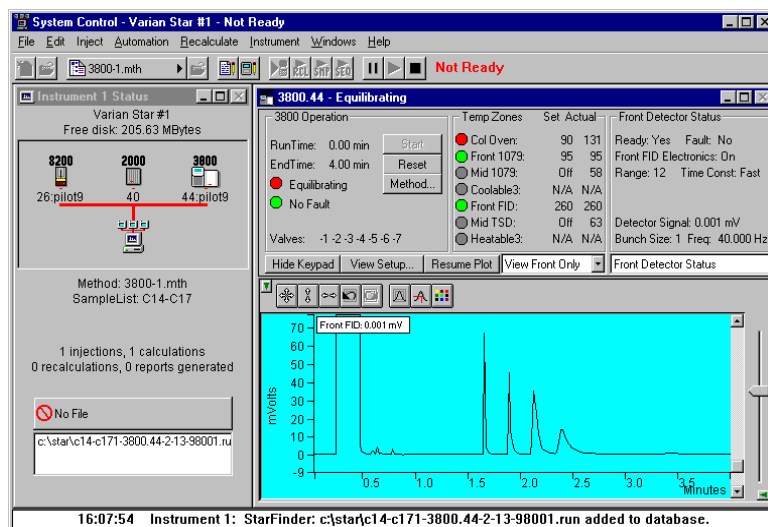 System Control - Varian Star #1 - Not Ready
File Edit Inject Automation Recalculate Instrument Windows Help
3800-1.mth RCL SMP SEQ Not Ready
Instrument 1 Status
Varian Star #1
Free disk: 205.63 MBytes
8200 2000 3800
26:pilot9 40 44:pilot9
Method: 3800-1.mth
SampleList: C14-C17
1 injections, 1 calculations
0 recalculations, 0 reports generated
No File
c:\star\c14-c171-3800.44-2-13-98001.ru
3800.44 - Equilibrating
3800 Operation
RunTime: 0.00 min Start
EndTime: 4.00 min Reset
Equilibrating Method...
No Fault
Valves: -1 -2 -3 -4 -5 -6 -7
Temp Zones Set Actual
Col Oven: 90 131
Front 1079: 95 95
Mid 1079: Off 58
Coolable3: N/A N/A
Front FID: 260 260
Mid TSD: Off 63
Heatable3: N/A N/A
Front Detector Status
Ready: Yes Fault: No
Front FID Electronics: On
Range: 12 Time Const: Fast
Detector Signal: 0.001 mV
Bunch Size: 1 Freq: 40.000 Hz
Hide Keypad View Setup... Resume Plot View Front Only Front Detector Status
Front FID: 0.001 mV
mVolts
70
60
50
40
30
20
10
0
-9
0.5 1.0 1.5 2.0 2.5 3.0 3.5
Minutes
16:07:54 Instrument 1: StarFinder: c:\star\c14-c171-3800.44-2-13-98001.run added to database.